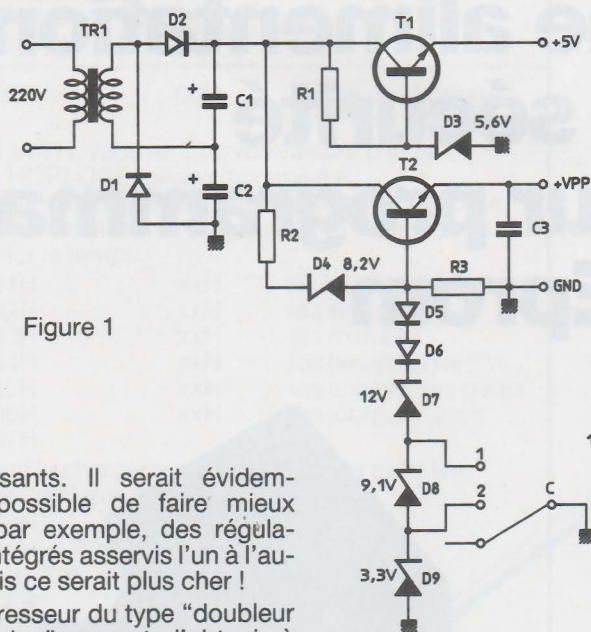 TR1
D2
T1
+5V
220V
+
C1
R1
D3 5,6V
T2
+VPP
D1
+
C2
R2
C3
D4 8,2V
R3
GND
Figure 1
D5
D6
12V D7
1
9,1V D8
2
C
3,3V D9
sants. Il serait évidem-
possible de faire mieux
par exemple, des régula-
ntégrés asservis l'un à l'au-
is ce serait plus cher !
resseur du type "doubleur